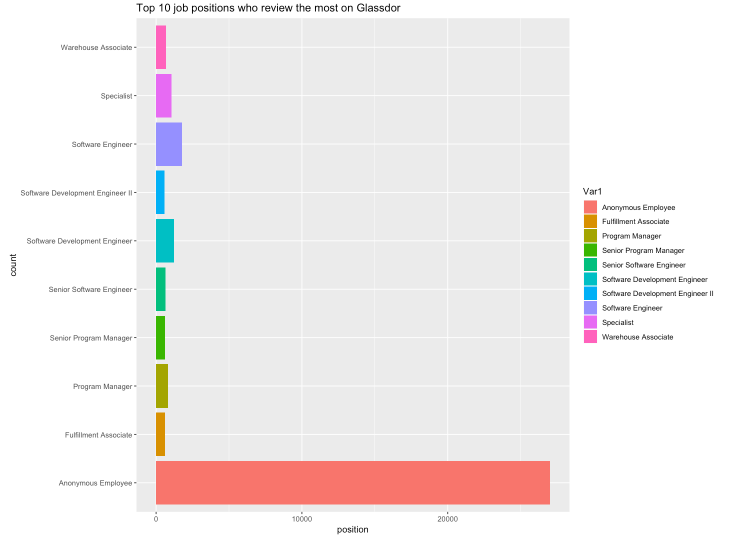 Top 10 job positions who review the most on Glassdor
Warehouse Associate
Specialist
Software Engineer
Software Development Engineer II
Software Development Engineer
Senior Software Engineer
Senior Program Manager
Program Manager
Fulfillment Associate
Anonymous Employee
count
0 10000 20000
position
Var1
Anonymous Employee
Fulfillment Associate
Program Manager
Senior Program Manager
Senior Software Engineer
Software Development Engineer
Software Development Engineer II
Software Engineer
Specialist
Warehouse Associate